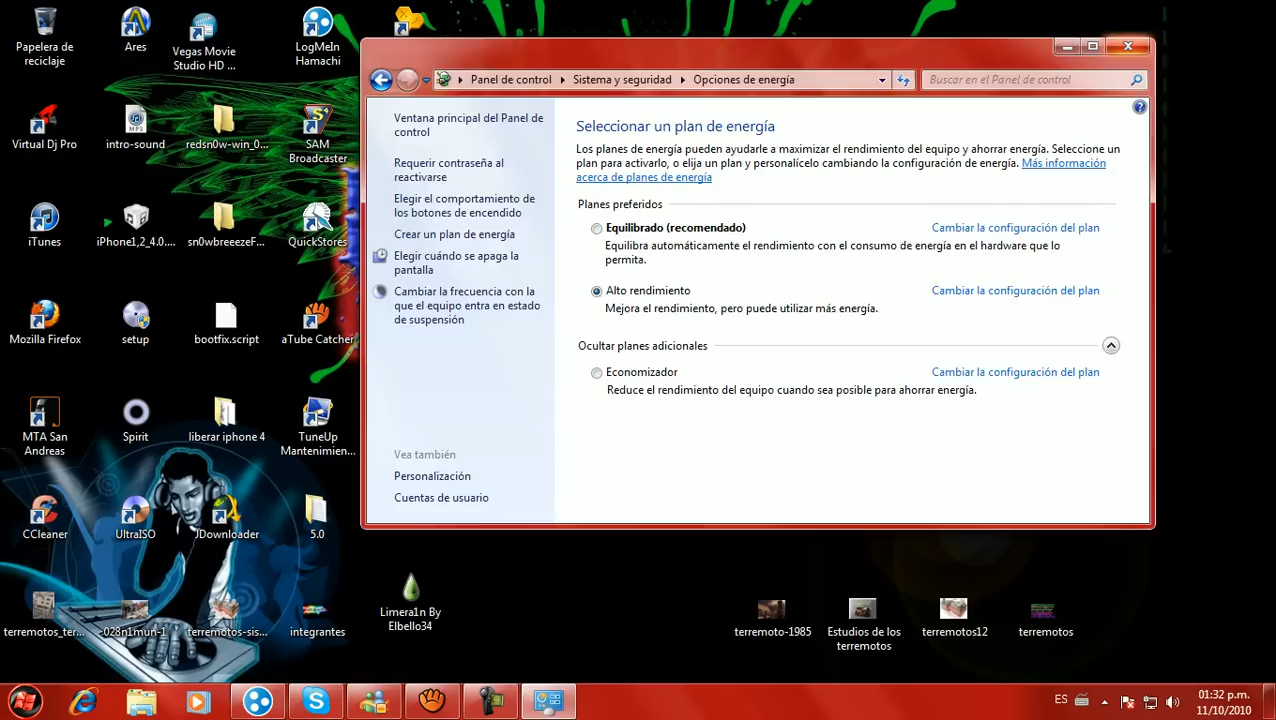 Papelera de
reciclaje
Ares
Vegas Movie
Studio HD ...
LogMeIn
Hamachi
Virtual Dj Pro
intro-sound
redsn0w-win_0...
SAM
Broadcaster
iTunes
iPhone1,2_4.0....
sn0wbreeezeF...
QuickStores
Mozilla Firefox
setup
bootfix.script
aTube Catcher
MTA San
Andreas
Spirit
liberar iphone 4
TuneUp
Mantenimien...
CCleaner
UltraISO
JDownloader
5.0
terremotos_ter...
-028n1mun-1
terremotos-sis...
integrantes
Limera1n By
Elbello34
terremoto-1985
Estudios de los
terremotos
terremotos12
terremotos
Panel de control
Sistema y seguridad
Opciones de energía
Buscar en el Panel de control
Ventana principal del Panel de
control
Requerir contraseña al
reactivarse
Elegir el comportamiento de
los botones de encendido
Crear un plan de energía
Elegir cuándo se apaga la
pantalla
Cambiar la frecuencia con la
que el equipo entra en estado
de suspensión
Vea también
Personalización
Cuentas de usuario
Seleccionar un plan de energía
Los planes de energía pueden ayudarle a maximizar el rendimiento del equipo y ahorrar energía. Seleccione un
plan para activarlo, o elija un plan y personalícelo cambiando la configuración de energía. Más información
acerca de planes de energía
Planes preferidos
Equilibrado (recomendado) Cambiar la configuración del plan
Equilibra automáticamente el rendimiento con el consumo de energía en el hardware que lo
permita.
Alto rendimiento Cambiar la configuración del plan
Mejora el rendimiento, pero puede utilizar más energía.
Ocultar planes adicionales
Economizador Cambiar la configuración del plan
Reduce el rendimiento del equipo cuando sea posible para ahorrar energía.
ES
01:32 p.m.
11/10/2010